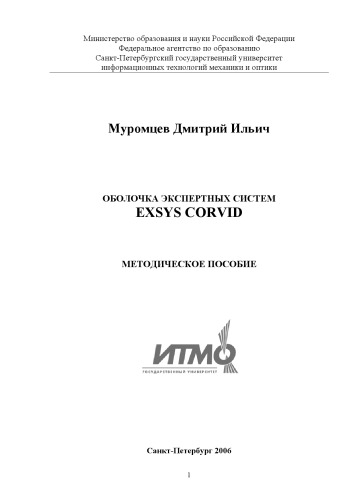 Министерство образования и науки Российской Федерации
Федеральное агентство по образованию
Санкт-Петербургский государственный университет
информационных технологий механики и оптики
Муромцев Дмитрий Ильич
ОБОЛОЧКА ЭКСПЕРТНЫХ СИСТЕМ
EXSYS CORVID
МЕТОДИЧЕСКОЕ ПОСОБИЕ
ИТМО
ГОСУДАРСТВЕННЫЙ УНИВЕРСИТЕТ
Санкт-Петербург 2006
1